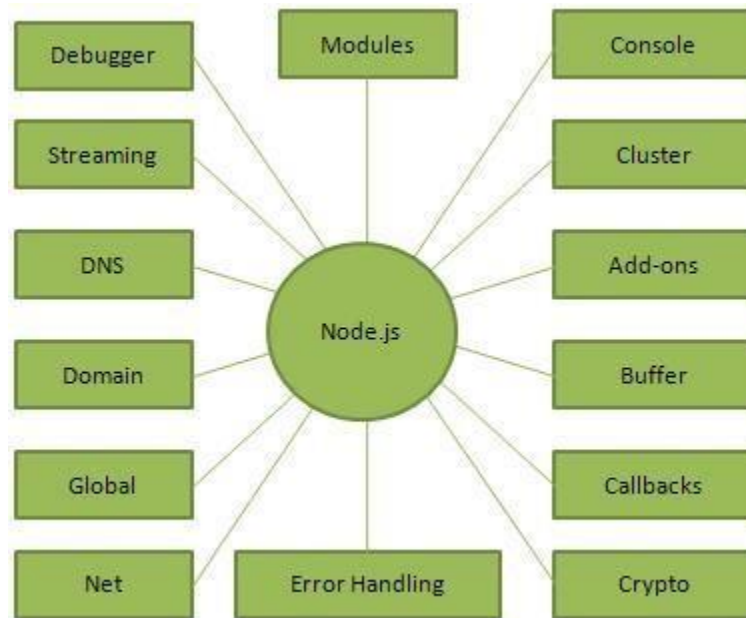 Debugger
Modules
Console
Streaming
Cluster
DNS
Add-ons
Node.js
Domain
Buffer
Global
Callbacks
Net
Error Handling
Crypto